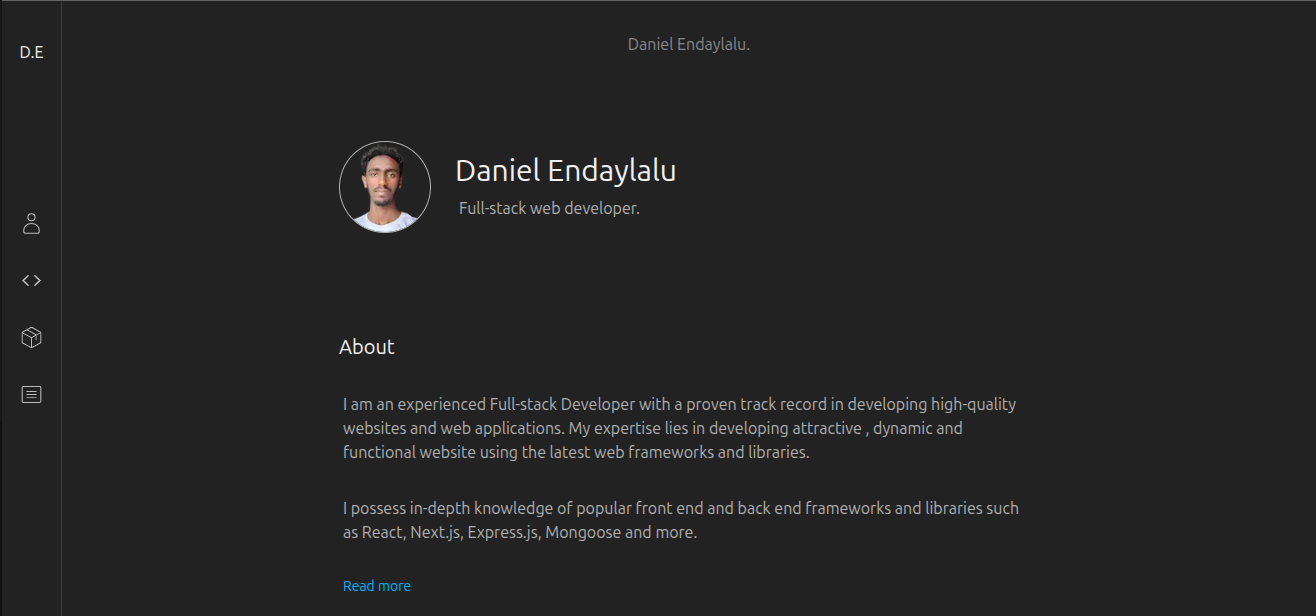 D.E
Daniel Endaylalu.
Daniel Endaylalu
Full-stack web developer.
About
I am an experienced Full-stack Developer with a proven track record in developing high-quality
websites and web applications. My expertise lies in developing attractive , dynamic and
functional website using the latest web frameworks and libraries.
I possess in-depth knowledge of popular front end and back end frameworks and libraries such
as React, Next.js, Express.js, Mongoose and more.
Read more